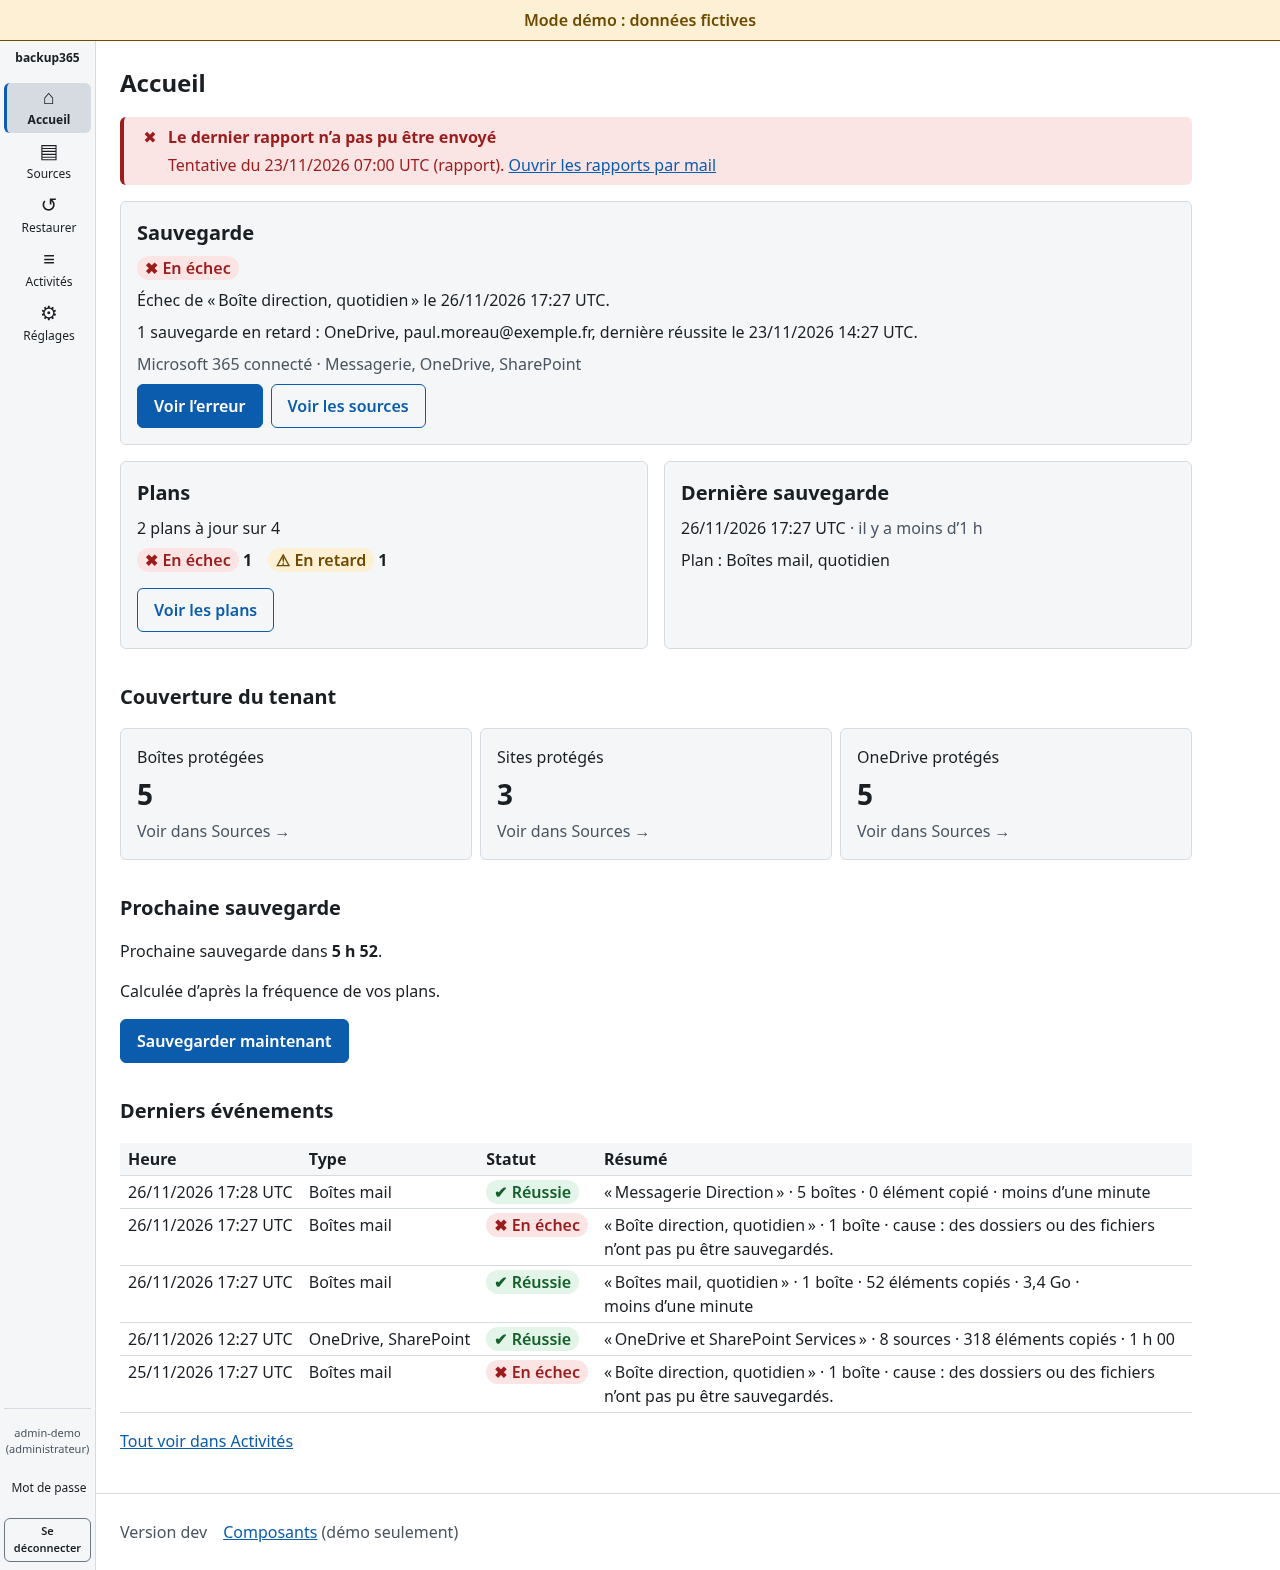 Mode démo : données fictives
backup365
Accueil
Sources
Restaurer
Activités
Réglages
admin-demo
(administrateur)
Mot de passe
Se
déconnecter
Accueil
✖ Le dernier rapport n’a pas pu être envoyé
Tentative du 23/11/2026 07:00 UTC (rapport). Ouvrir les rapports par mail
Sauvegarde
✖ En échec
Échec de « Boîte direction, quotidien » le 26/11/2026 17:27 UTC.
1 sauvegarde en retard : OneDrive, paul.moreau@exemple.fr, dernière réussite le 23/11/2026 14:27 UTC.
Microsoft 365 connecté · Messagerie, OneDrive, SharePoint
Voir l’erreur Voir les sources
Plans
2 plans à jour sur 4
✖ En échec 1 ⚠ En retard 1
Voir les plans
Dernière sauvegarde
26/11/2026 17:27 UTC · il y a moins d’1 h
Plan : Boîtes mail, quotidien
Couverture du tenant
Boîtes protégées
5
Voir dans Sources →
Sites protégés
3
Voir dans Sources →
OneDrive protégés
5
Voir dans Sources →
Prochaine sauvegarde
Prochaine sauvegarde dans 5 h 52.
Calculée d’après la fréquence de vos plans.
Sauvegarder maintenant
Derniers événements
Heure Type Statut Résumé
26/11/2026 17:28 UTC Boîtes mail ✔ Réussie « Messagerie Direction » · 5 boîtes · 0 élément copié · moins d’une minute
26/11/2026 17:27 UTC Boîtes mail ✖ En échec « Boîte direction, quotidien » · 1 boîte · cause : des dossiers ou des fichiers
n’ont pas pu être sauvegardés.
26/11/2026 17:27 UTC Boîtes mail ✔ Réussie « Boîtes mail, quotidien » · 1 boîte · 52 éléments copiés · 3,4 Go ·
moins d’une minute
26/11/2026 12:27 UTC OneDrive, SharePoint ✔ Réussie « OneDrive et SharePoint Services » · 8 sources · 318 éléments copiés · 1 h 00
25/11/2026 17:27 UTC Boîtes mail ✖ En échec « Boîte direction, quotidien » · 1 boîte · cause : des dossiers ou des fichiers
n’ont pas pu être sauvegardés.
Tout voir dans Activités
Version dev Composants (démo seulement)